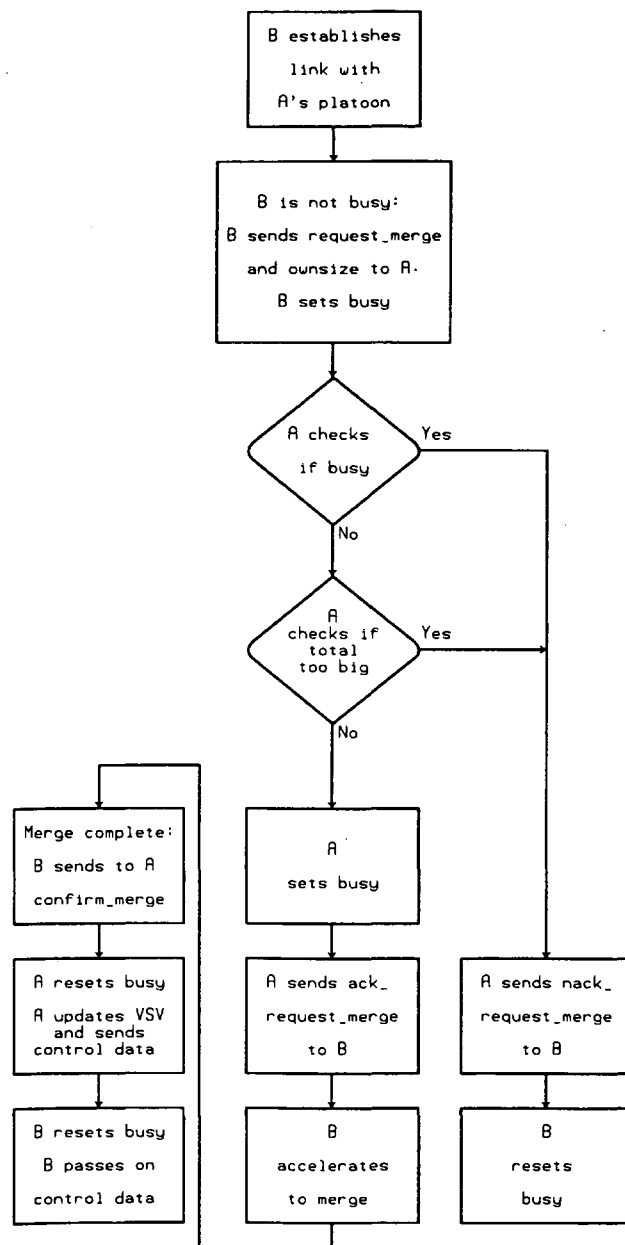 B establishes
link with
A's platoon
B is not busy:
B sends request_merge
and ownsize to A.
B sets busy
A checks
if busy
Yes
No
A
checks if
total
too big
Yes
No
Merge complete:
B sends to A
confirm_merge
A
sets busy
A resets busy
A updates VSV
and sends
control data
A sends ack_
request_merge
to B
A sends nack_
request_merge
to B
B resets busy
B passes on
control data
B
accelerates
to merge
B
resets
busy